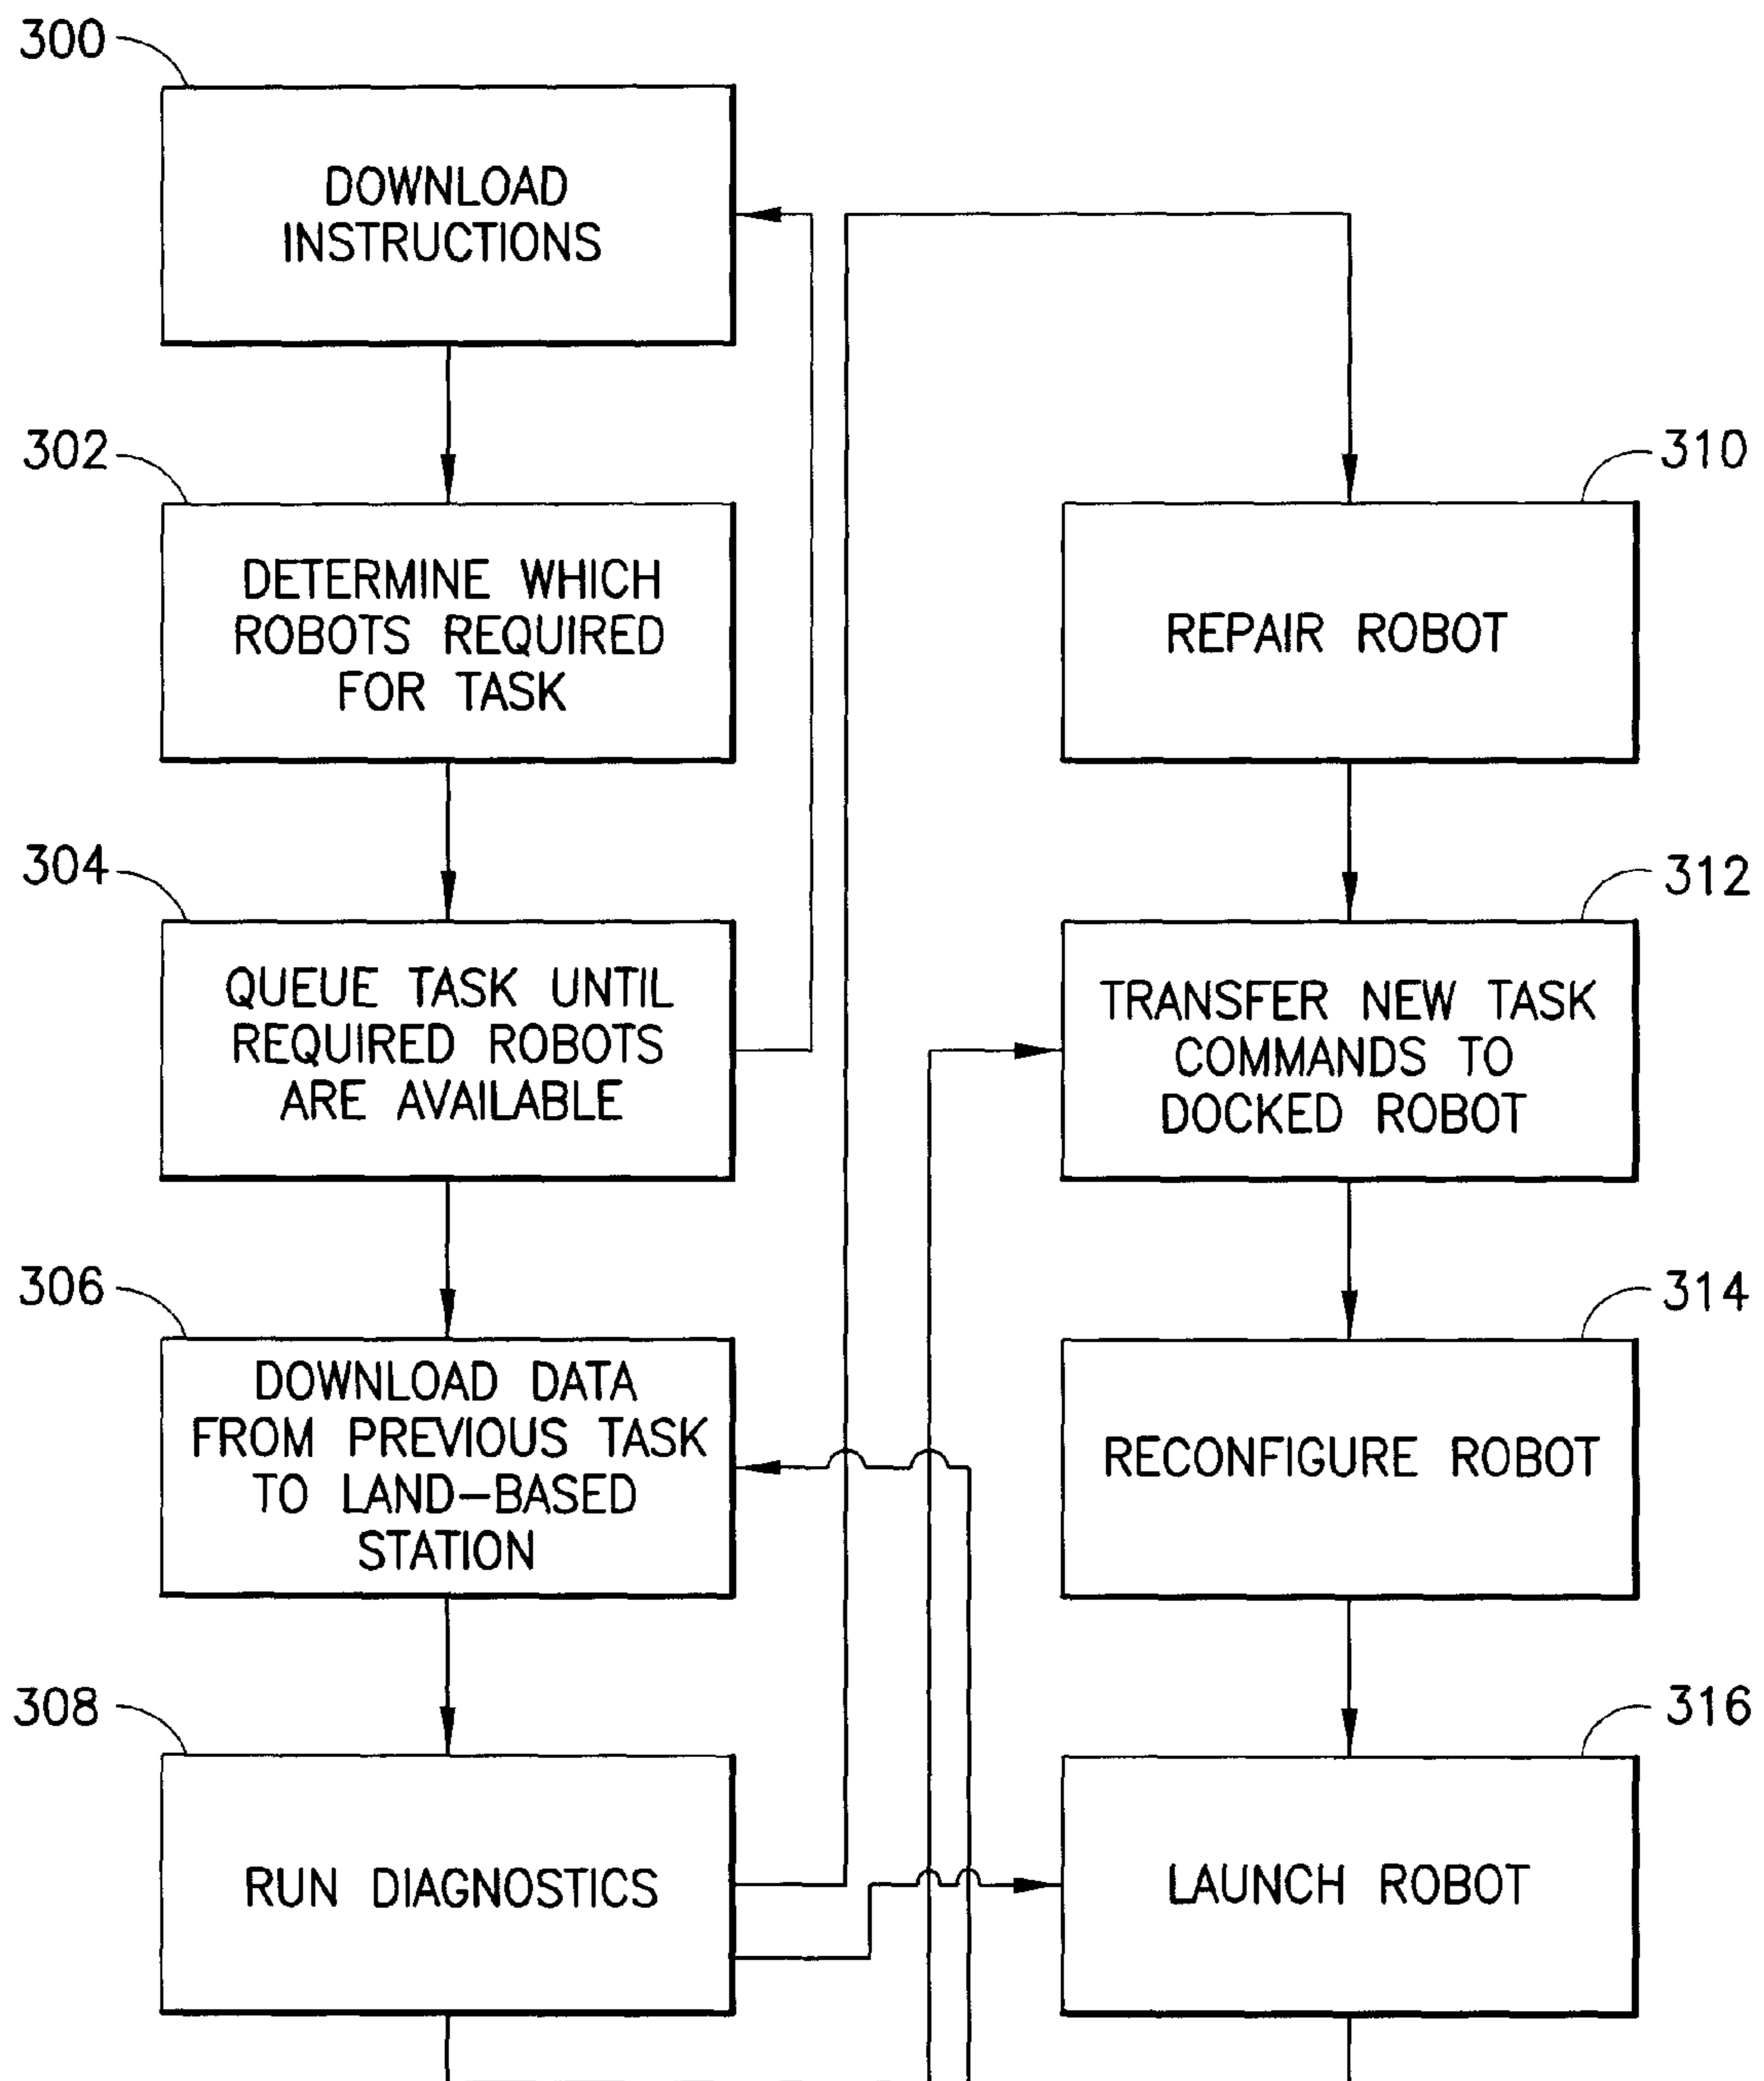 300
DOWNLOAD
INSTRUCTIONS
302
DETERMINE WHICH
ROBOTS REQUIRED
FOR TASK
304
QUEUE TASK UNTIL
REQUIRED ROBOTS
ARE AVAILABLE
306
DOWNLOAD DATA
FROM PREVIOUS TASK
TO LAND-BASED
STATION
308
RUN DIAGNOSTICS
310
REPAIR ROBOT
312
TRANSFER NEW TASK
COMMANDS TO
DOCKED ROBOT
314
RECONFIGURE ROBOT
316
LAUNCH ROBOT